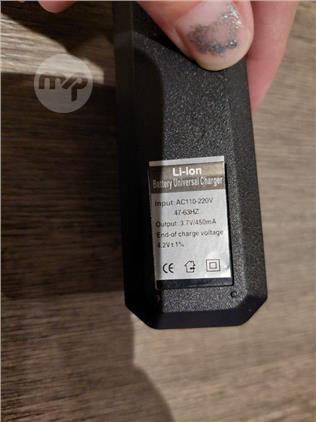 Li-Ion
Battery Universal Charger
Input: AC110-220V
47-63HZ
Output: 3.7V/450mA
End-of charge voltage
4.2V±1%
CE